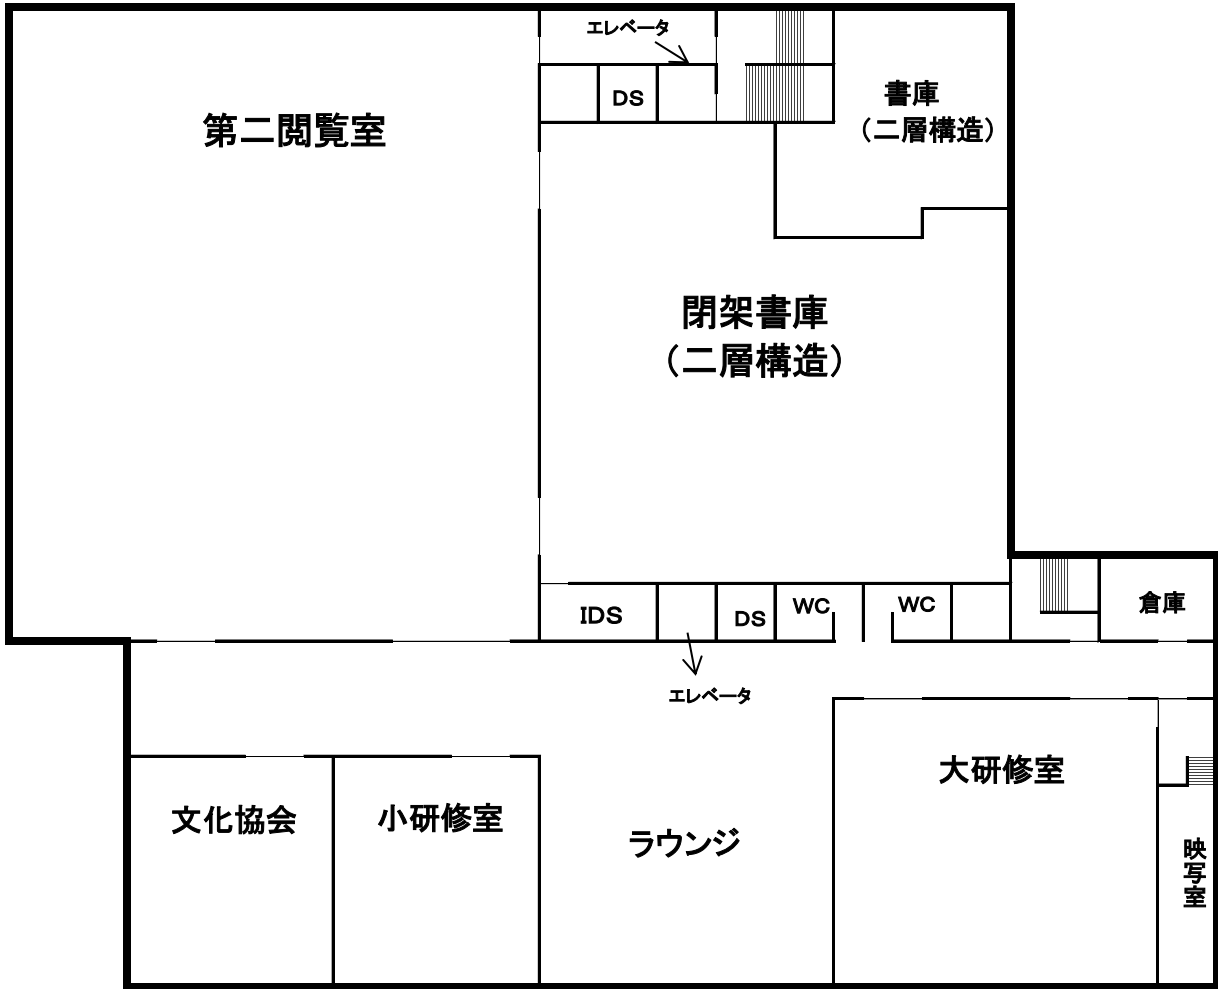 エレベータ
DS
書庫
（二層構造）
第二閲覧室
閉架書庫
（二層構造）
IDS
DS
WC
WC
倉庫
エレベータ
大研修室
文化協会
小研修室
ラウンジ
映写室